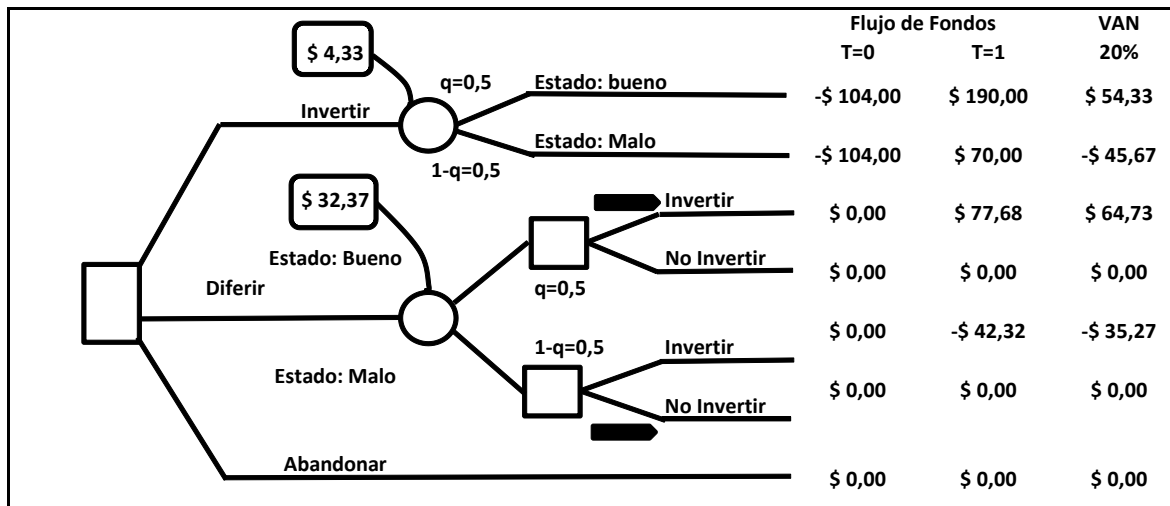 Flujo de Fondos VAN
T=0 T=1 20%
$ 4,33
q=0,5
Estado: bueno -$ 104,00 $ 190,00 $ 54,33
Invertir
Estado: Malo -$ 104,00 $ 70,00 -$ 45,67
1-q=0,5
$ 32,37
Invertir $ 0,00 $ 77,68 $ 64,73
Estado: Bueno
No Invertir $ 0,00 $ 0,00 $ 0,00
Diferir
q=0,5
$ 0,00 -$ 42,32 -$ 35,27
1-q=0,5
Invertir
Estado: Malo
$ 0,00 $ 0,00 $ 0,00
No Invertir
Abandonar
$ 0,00 $ 0,00 $ 0,00